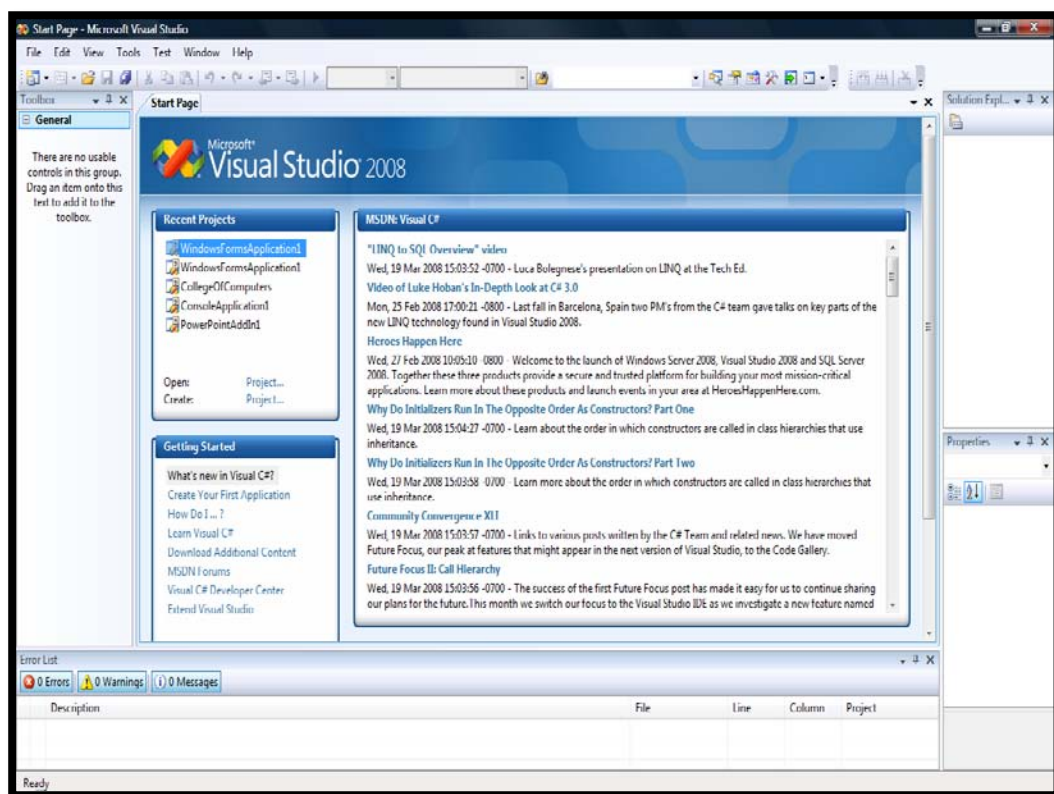 Start Page - Microsoft Visual Studio
File Edit View Tools Test Window Help
Toolbox
General
There are no usable
controls in this group.
Drag an item onto this
text to add it to the
toolbox.
Start Page
Microsoft
Visual Studio 2008
Recent Projects
WindowsFormsApplication1
WindowsFormsApplication1
CollegeOfComputers
ConsoleApplication1
PowerPointAddIn1
Open: Project...
Create: Project...
Getting Started
What's new in Visual C#?
Create Your First Application
How Do I ... ?
Learn Visual C#
Download Additional Content
MSDN Forums
Visual C# Developer Center
Extend Visual Studio
MSDN: Visual C#
"LINQ to SQL Overview" video
Wed, 19 Mar 2008 15:03:52 -0700 - Luca Bolegnese's presentation on LINQ at the Tech Ed.
Video of Luke Hoban's In-Depth Look at C# 3.0
Mon, 25 Feb 2008 17:00:21 -0800 - Last fall in Barcelona, Spain two PM's from the C# team gave talks on key parts of the
new LINQ technology found in Visual Studio 2008.
Heroes Happen Here
Wed, 27 Feb 2008 10:05:10 -0800 - Welcome to the launch of Windows Server 2008, Visual Studio 2008 and SQL Server
2008. Together these three products provide a secure and trusted platform for building your most mission-critical
applications. Learn more about these products and launch events in your area at HeroesHappenHere.com.
Why Do Initializers Run In The Opposite Order As Constructors? Part One
Wed, 19 Mar 2008 15:04:27 -0700 - Learn about the order in which constructors are called in class hierarchies that use
inheritance.
Why Do Initializers Run In The Opposite Order As Constructors? Part Two
Wed, 19 Mar 2008 15:03:58 -0700 - Learn more about the order in which constructors are called in class hierarchies that
use inheritance.
Community Convergence XLI
Wed, 19 Mar 2008 15:03:57 -0700 - Links to various posts written by the C# Team and related news. We have moved
Future Focus, our peak at features that might appear in the next version of Visual Studio, to the Code Gallery.
Future Focus II: Call Hierarchy
Wed, 19 Mar 2008 15:03:56 -0700 - The success of the first Future Focus post has made it easy for us to continue sharing
our plans for the future.This month we switch our focus to the Visual Studio IDE as we investigate a new feature named
Solution Expl...
Properties
Error List
0 Errors 0 Warnings 0 Messages
Description File Line Column Project
Ready